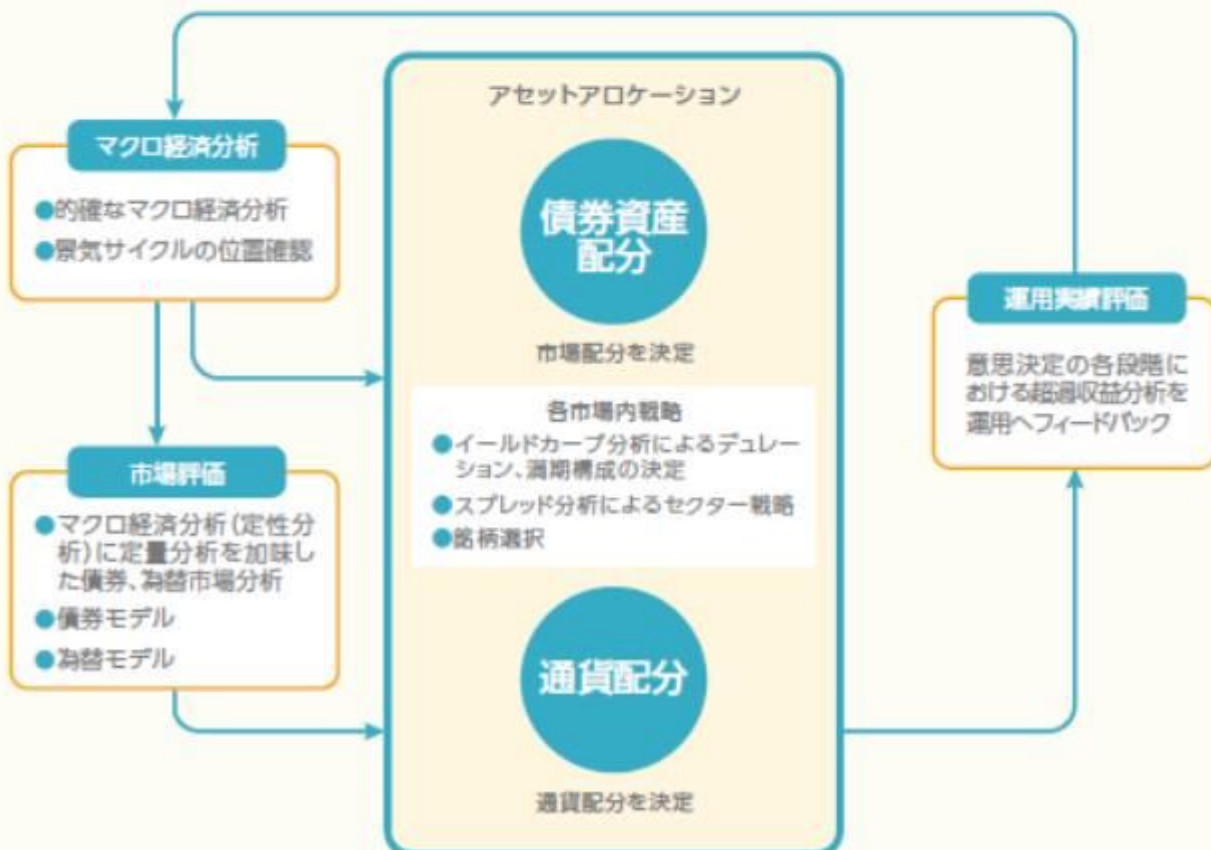 アセットアロケーション
マクロ経済分析
●的確なマクロ経済分析
●景気サイクルの位置確認
市場評価
●マクロ経済分析(定性分
析)に定量分析を加味し
た債券、為替市場分析
●債券モデル
●為替モデル
債券資産
配分
市場配分を決定
各市場内戦略
●イールドカーブ分析によるデュレー
ション、満期構成の決定
●スプレッド分析によるセクター戦略
●銘柄選択
通貨配分
通貨配分を決定
運用実績評価
意思決定の各段階に
おける超過収益分析を
運用へフィードバック